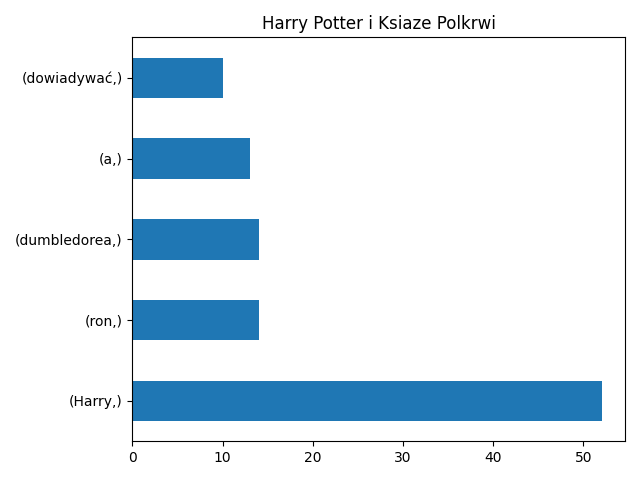 Harry Potter i Ksiaze Polkrwi
(dowiadywać,)
(a,)
(dumbledorea,)
(ron,)
(Harry,)
0 10 20 30 40 50